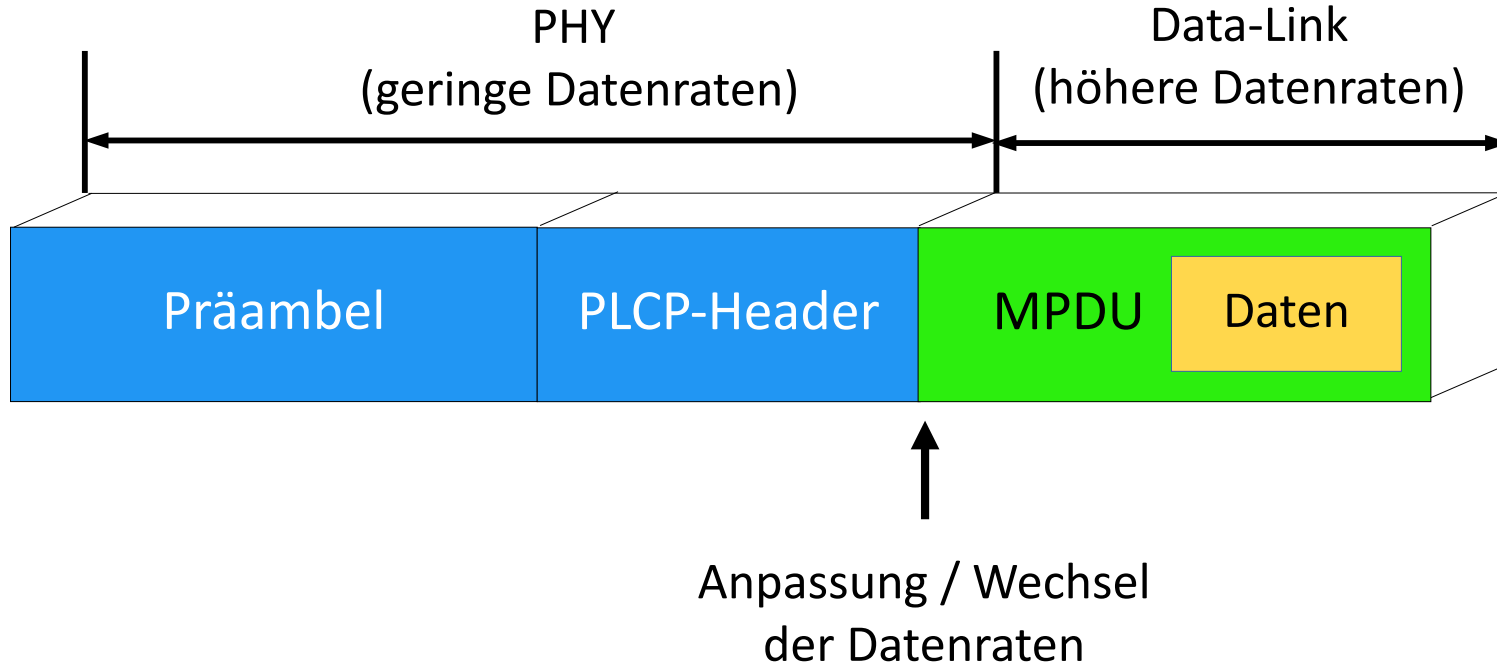 PHY
(geringe Datenraten)
Data-Link
(höhere Datenraten)
Präambel
PLCP-Header
MPDU
Daten
Anpassung / Wechsel
der Datenraten